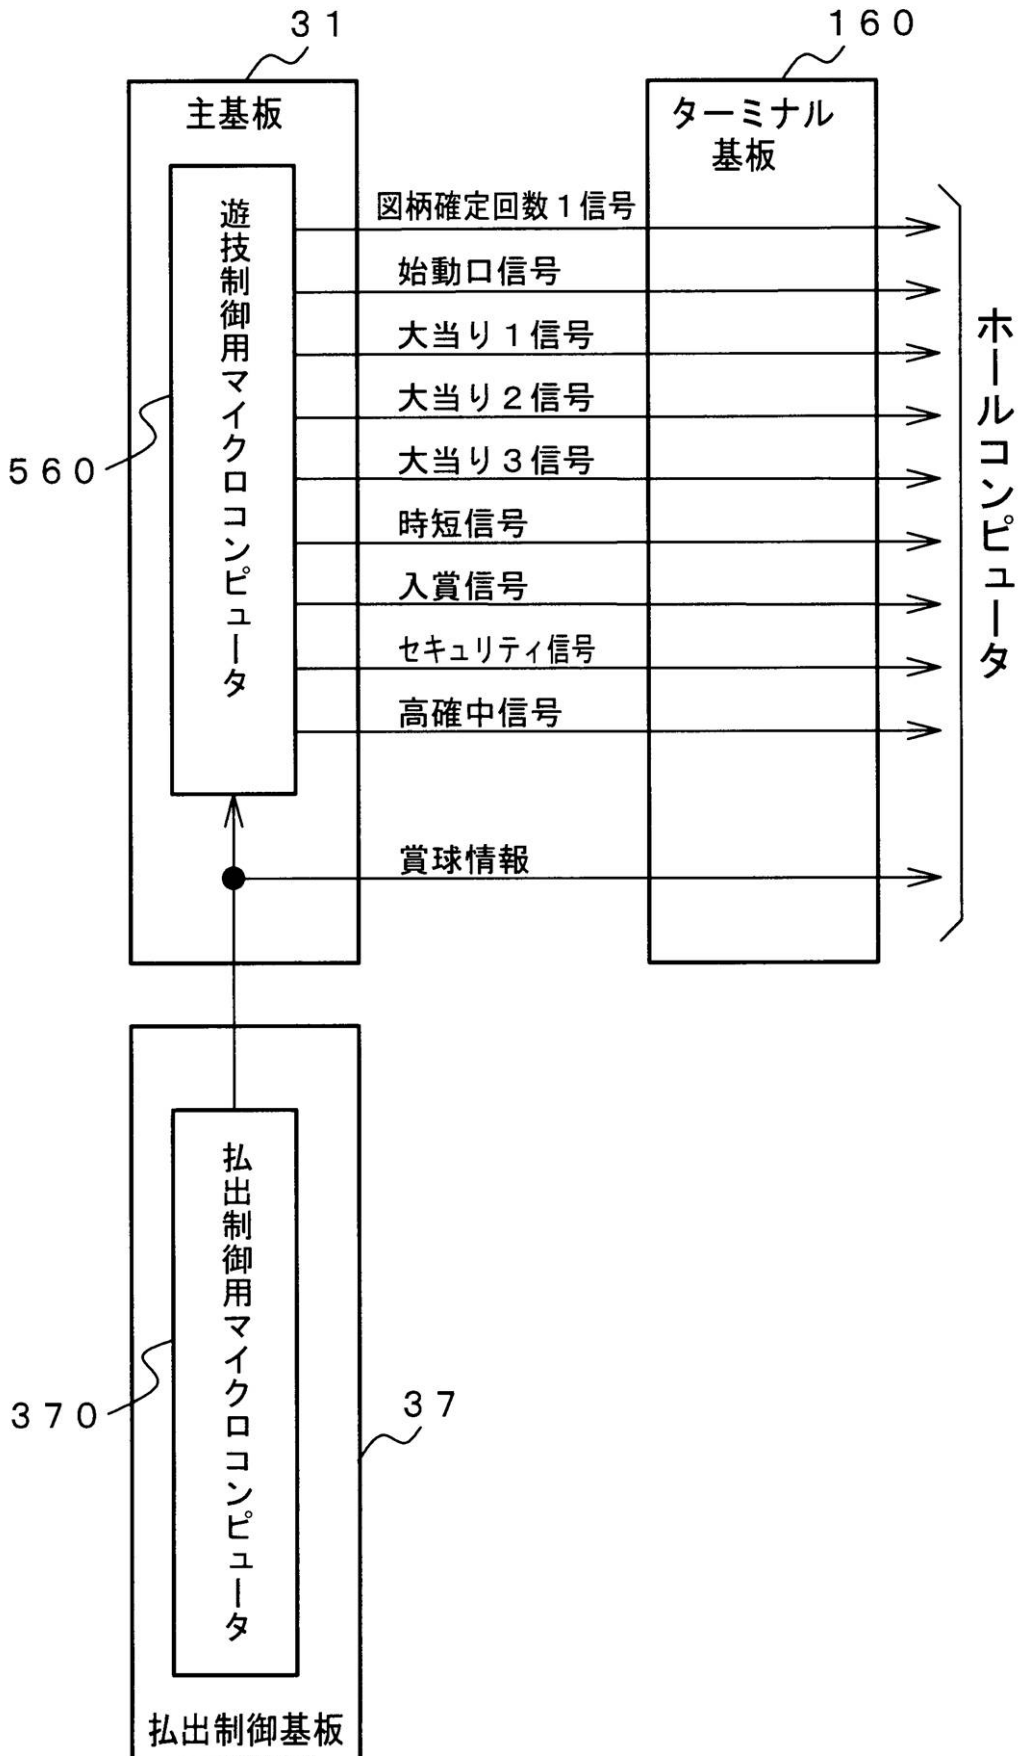 ３１
１６０
主基板
ターミナル
基板
遊技制御用マイクロコンピュータ
５６０
図柄確定回数１信号
始動口信号
大当り１信号
大当り２信号
大当り３信号
時短信号
入賞信号
セキュリティ信号
高確中信号
賞球情報
ホールコンピュータ
払出制御用マイクロコンピュータ
３７０
３７
払出制御基板